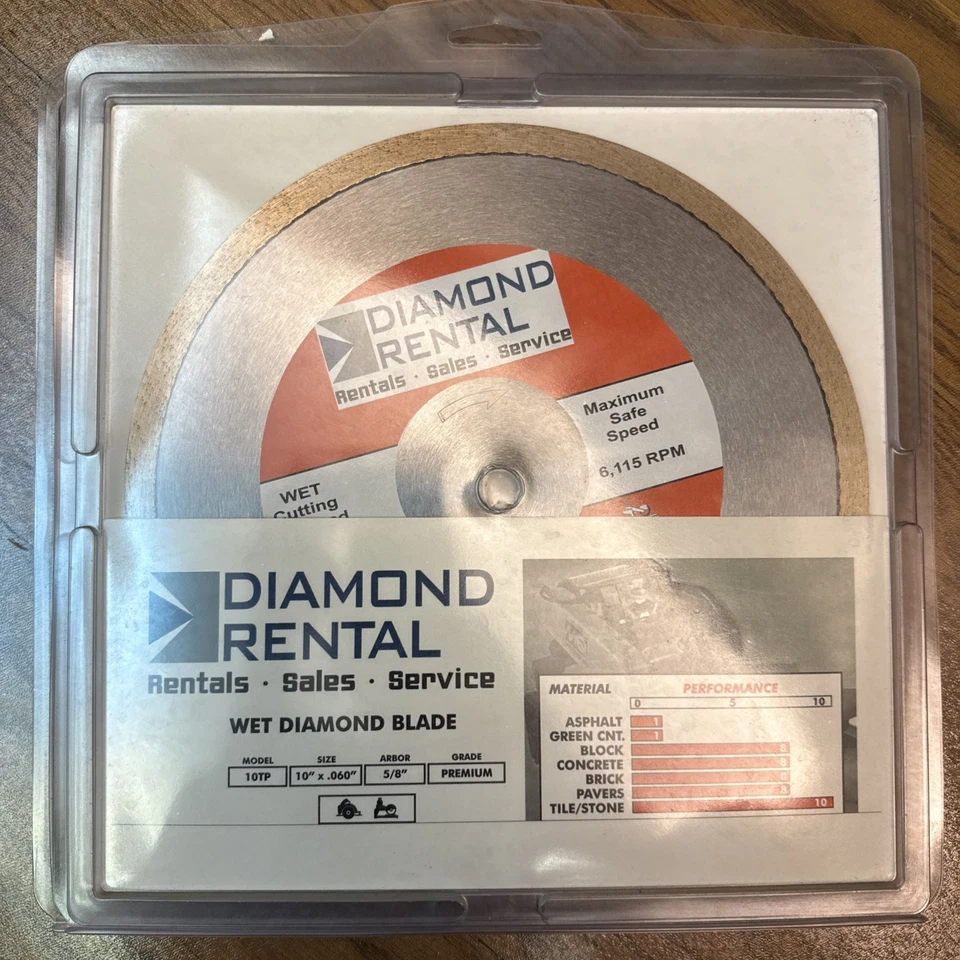 DIAMOND
RENTAL
Rentals · Sales · Service
Maximum
Safe
Speed
6,115 RPM
WET
Cutting
DIAMOND
RENTAL
Rentals · Sales · Service
WET DIAMOND BLADE
MODEL SIZE ARBOR GRADE
10TP 10" x .060" 5/8" PREMIUM
MATERIAL PERFORMANCE
0 5 10
ASPHALT 1
GREEN CNT. 1
BLOCK 8
CONCRETE 8
BRICK
PAVERS 8
TILE/STONE 10